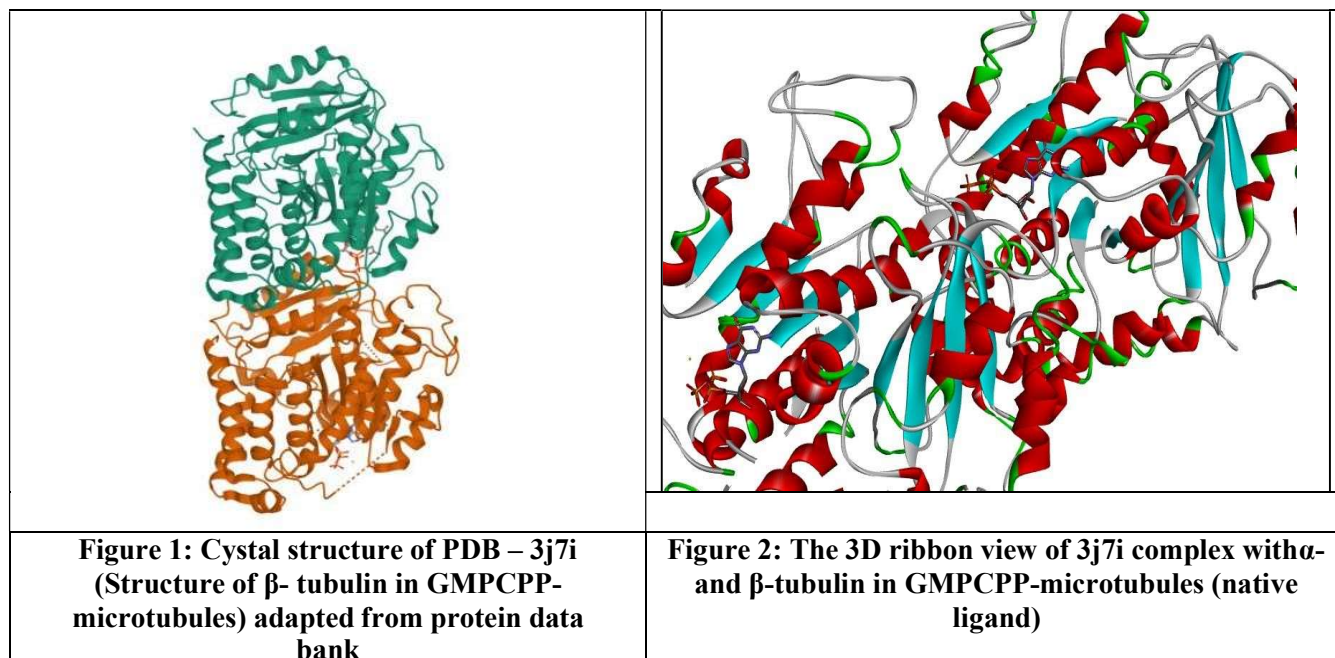 Figure 1: Cystal structure of PDB – 3j7i
(Structure of β- tubulin in GMPCPP-
microtubules) adapted from protein data
bank
Figure 2: The 3D ribbon view of 3j7i complex withα-
and β-tubulin in GMPCPP-microtubules (native
ligand)